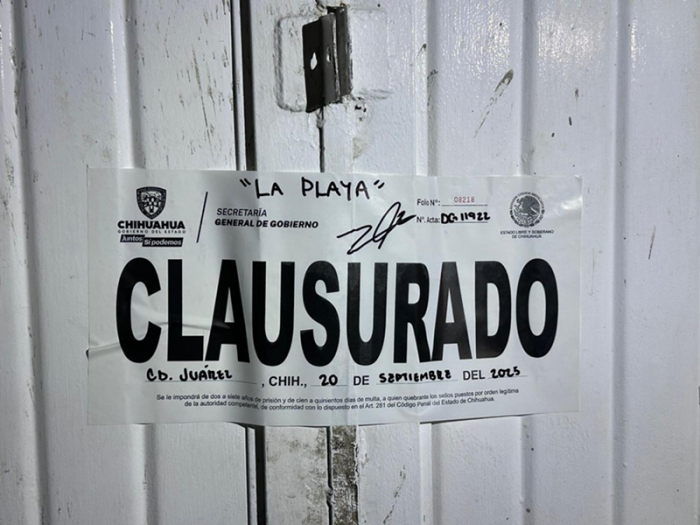 "LA PLAYA"
CHIHUAHUA
GOBIERNO DEL ESTADO
Juntos Sí podemos
SECRETARÍA
GENERAL DE GOBIERNO
Folio N°: 08218
N°. Acta: DG-11922
ESTADO LIBRE Y SOBERANO
DE CHIHUAHUA
CLAUSURADO
CD. JUÁREZ, CHIH., 20 DE SEPTIEMBRE DEL 2025
Se le impondrá de dos a siete años de prisión y de cien a quinientos días de multa, a quien quebrante los sellos puestos por orden legítima
de la autoridad competente, de conformidad con lo dispuesto en el Art. 281 del Código Penal del Estado de Chihuahua.